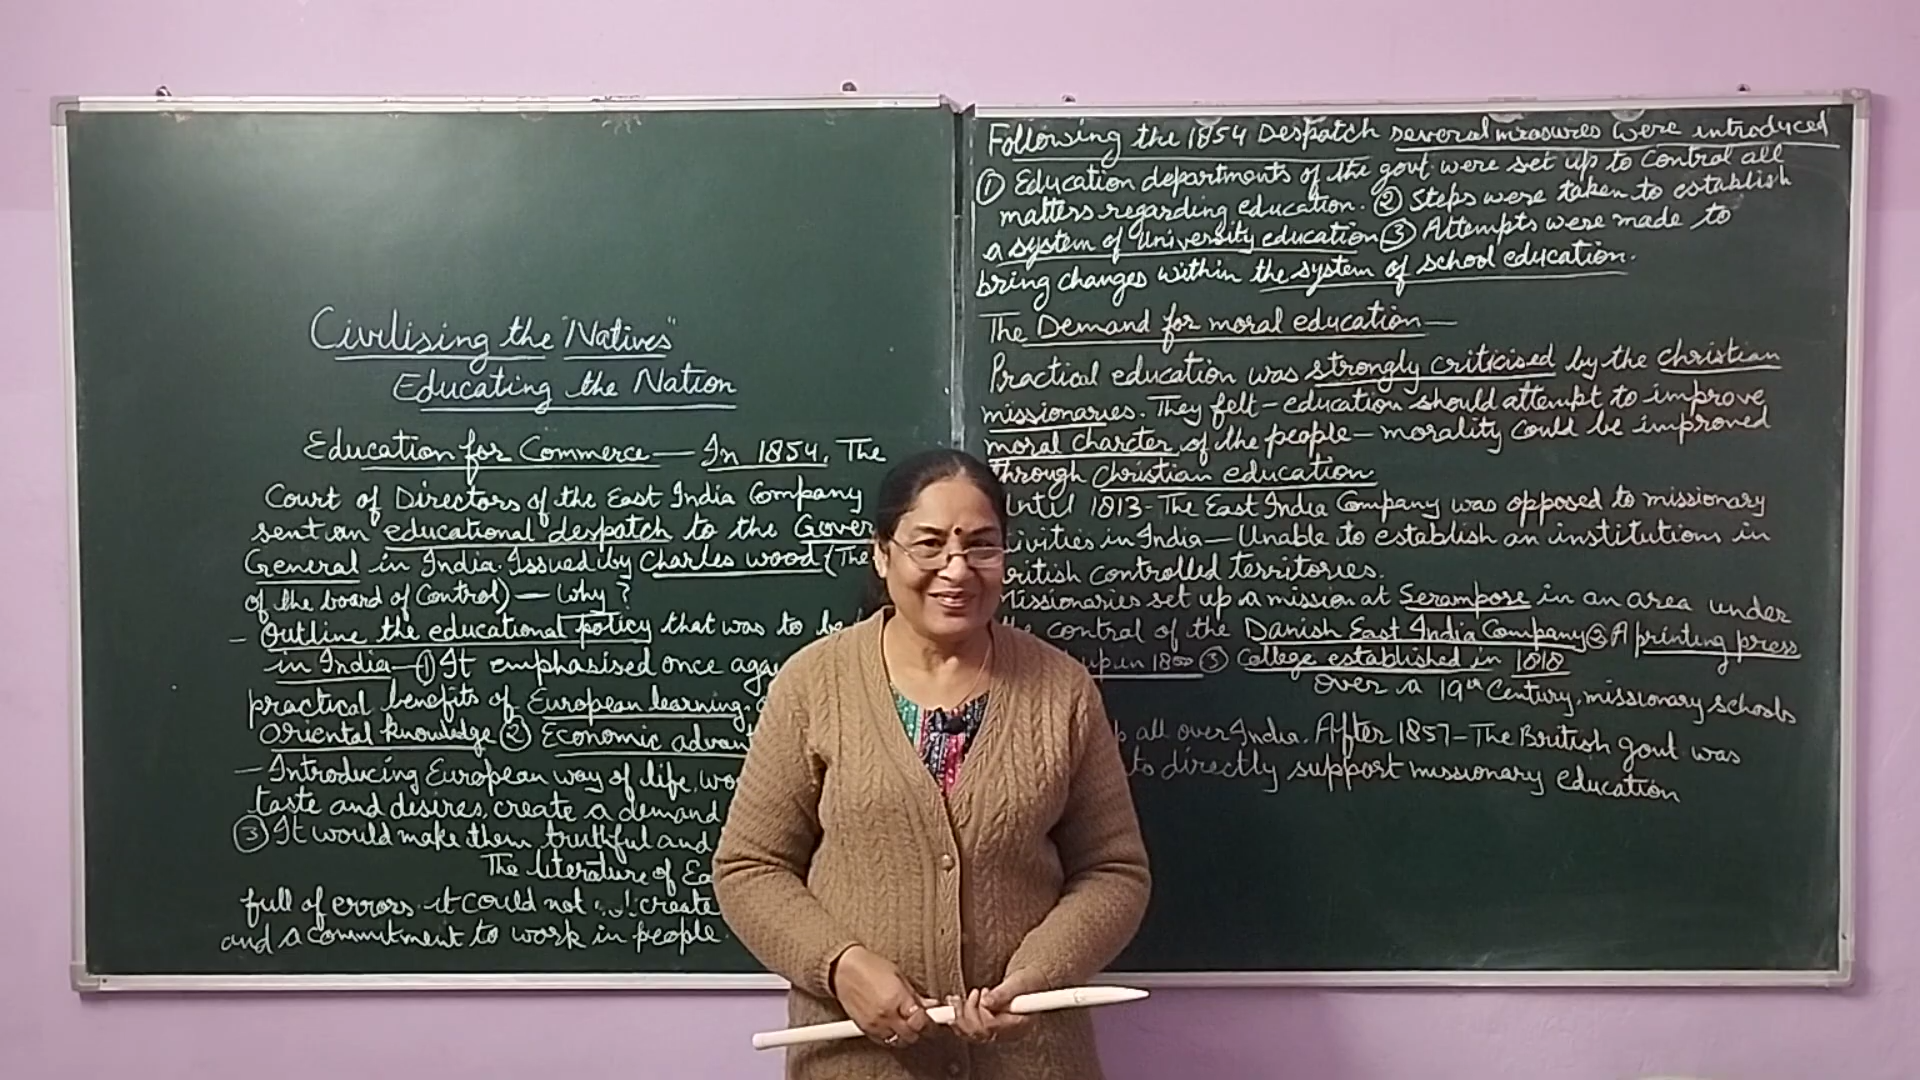 Civilising the "Natives"
Educating the Nation
Education for Commerce — In 1854, The
Court of Directors of the East India Company
sent an educational despatch to the Gover
General in India. Issued by Charles wood (The
of the board of Control) — Why?
– Outline the educational policy that was to be
in India – ① It emphasised once aga
practical benefits of European learning,
Oriental knowledge ② Economic advan
– Introducing European way of life, wo
taste and desires, create a demand
③ It would make them truthful and
The literature of Ea
full of errors it could not create
and a commitment to work in people
Following the 1854 Despatch several measures were introduced
① Education departments of the govt were set up to control all
matters regarding education. ② Steps were taken to establish
a system of University education ③ Attempts were made to
bring changes within the system of school education.
The Demand for moral education –
Practical education was strongly criticised by the christian
missionaries. They felt – education should attempt to improve
moral charcter of the people – morality could be improved
through Christian education
Until 1813 - The East India Company was opposed to missionary
tivities in India – Unable to establish an institutions in
ritish controlled territories.
Missionaries set up a mission at Serampore in an area under
the control of the Danish East India Company ② A printing press
up in 1800 ③ College established in 1818
over a 19th Century, missionary schools
all over India. After 1857 – The British govt was
to directly support missionary education